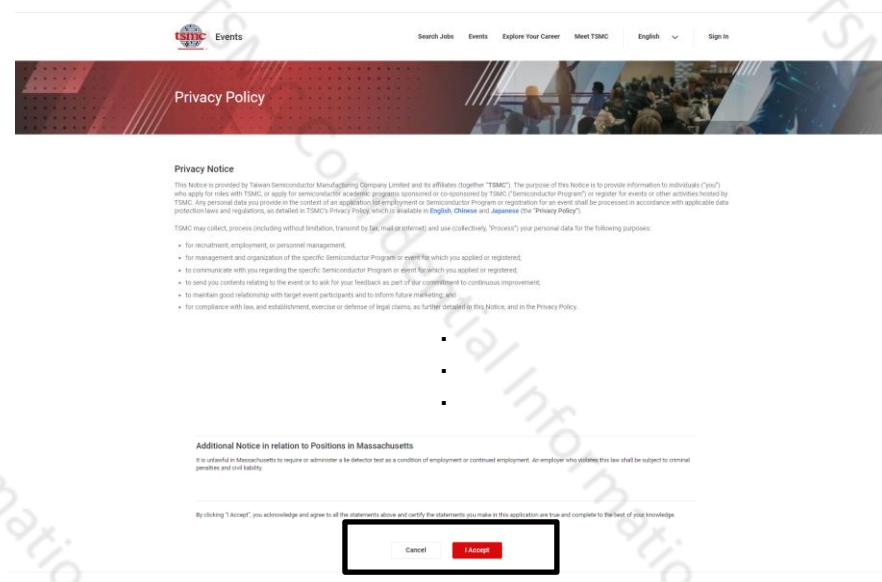 tsmc Events Search Jobs Events Explore Your Career Meet TSMC English Sign In
Privacy Policy
Privacy Notice
This Notice is provided by Taiwan Semiconductor Manufacturing Company Limited and its affiliates (together "TSMC"). The purpose of this Notice is to provide information to individuals ("you")
who apply for roles with TSMC, or apply for semiconductor academic programs sponsored or co-sponsored by TSMC ("Semiconductor Program") or register for events or other activities hosted by
TSMC. Any personal data you provide in the context of an application for employment or Semiconductor Program or registration for an event shall be processed in accordance with applicable data
protection laws and regulations, as detailed in TSMC's Privacy Policy, which is available in English, Chinese and Japanese (the "Privacy Policy").
TSMC may collect, process (including without limitation, transmit by fax, mail or internet) and use (collectively, "Process") your personal data for the following purposes:
• for recruitment, employment, or personnel management;
• for management and organization of the specific Semiconductor Program or event for which you applied or registered;
• to communicate with you regarding the specific Semiconductor Program or event for which you applied or registered;
• to send you contents relating to the event or to ask for your feedback as part of our commitment to continuous improvement;
• to maintain good relationship with target event participants and to inform future marketing; and
• for compliance with law, and establishment, exercise or defense of legal claims, as further detailed in this Notice, and in the Privacy Policy.
Additional Notice in relation to Positions in Massachusetts
It is unlawful in Massachusetts to require or administer a lie detector test as a condition of employment or continued employment. An employer who violates this law shall be subject to criminal
penalties and civil liability.
By clicking "I Accept", you acknowledge and agree to all the statements above and certify the statements you make in this application are true and complete to the best of your knowledge.
Cancel I Accept
TSMC Confidential Information
TSM
rmatio